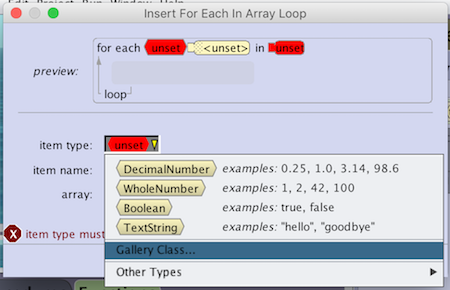 Edit Project Run Window Help
Insert For Each In Array Loop
for each unset <unset> in unset
preview:
loop
item type: unset
item name:
DecimalNumber examples: 0.25, 1.0, 3.14, 98.6
array:
WholeNumber examples: 1, 2, 42, 100
Boolean examples: true, false
TextString examples: "hello", "goodbye"
X item type must
Gallery Class...
Other Types